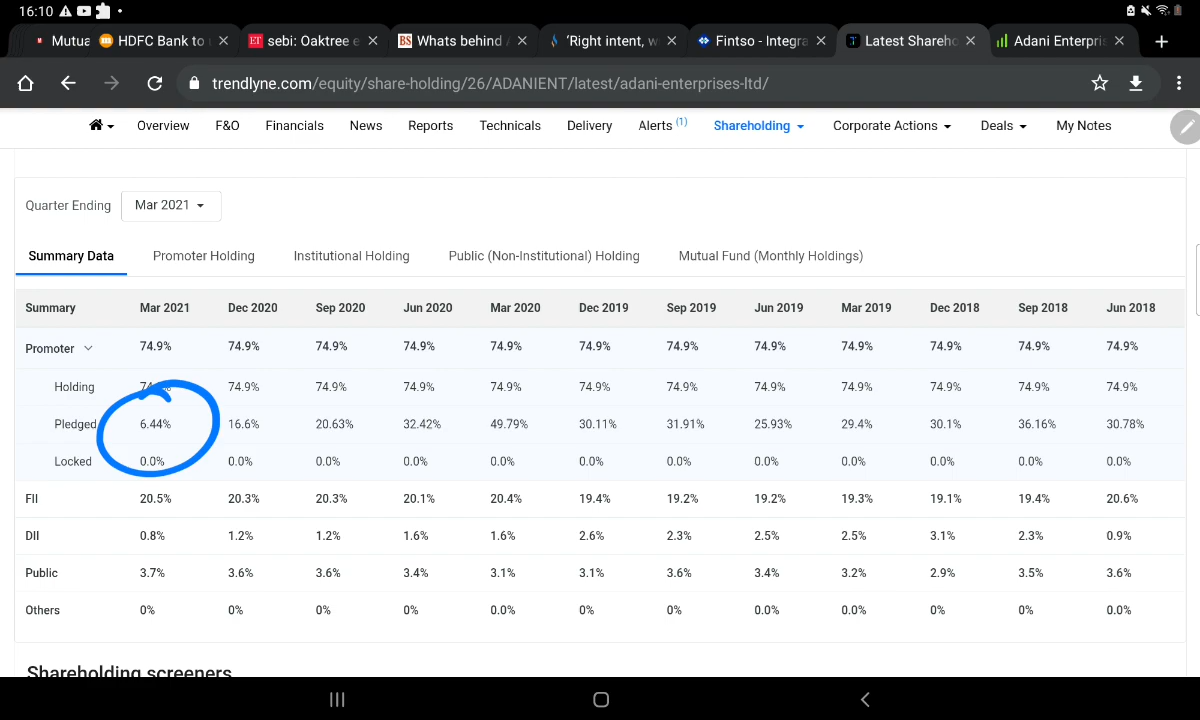 16:10
Mutua HDFC Bank to ET sebi: Oaktree e BS Whats behind 'Right intent, w Fintso - Integra T Latest Shareho Adani Enterpris
trendlyne.com/equity/share-holding/26/ADANIENT/latest/adani-enterprises-ltd/
Overview F&O Financials News Reports Technicals Delivery Alerts (1) Shareholding Corporate Actions Deals My Notes
Quarter Ending Mar 2021
Summary Data Promoter Holding Institutional Holding Public (Non-Institutional) Holding Mutual Fund (Monthly Holdings)
Summary Mar 2021 Dec 2020 Sep 2020 Jun 2020 Mar 2020 Dec 2019 Sep 2019 Jun 2019 Mar 2019 Dec 2018 Sep 2018 Jun 2018
Promoter 74.9% 74.9% 74.9% 74.9% 74.9% 74.9% 74.9% 74.9% 74.9% 74.9% 74.9% 74.9%
Holding 74.9% 74.9% 74.9% 74.9% 74.9% 74.9% 74.9% 74.9% 74.9% 74.9% 74.9%
Pledged 6.44% 16.6% 20.63% 32.42% 49.79% 30.11% 31.91% 25.93% 29.4% 30.1% 36.16% 30.78%
Locked 0.0% 0.0% 0.0% 0.0% 0.0% 0.0% 0.0% 0.0% 0.0% 0.0% 0.0% 0.0%
FII 20.5% 20.3% 20.3% 20.1% 20.4% 19.4% 19.2% 19.2% 19.3% 19.1% 19.4% 20.6%
DII 0.8% 1.2% 1.2% 1.6% 1.6% 2.6% 2.3% 2.5% 2.5% 3.1% 2.3% 0.9%
Public 3.7% 3.6% 3.6% 3.4% 3.1% 3.1% 3.6% 3.4% 3.2% 2.9% 3.5% 3.6%
Others 0% 0% 0% 0% 0.0% 0% 0% 0.0% 0.0% 0% 0% 0.0%
Shareholding screeners